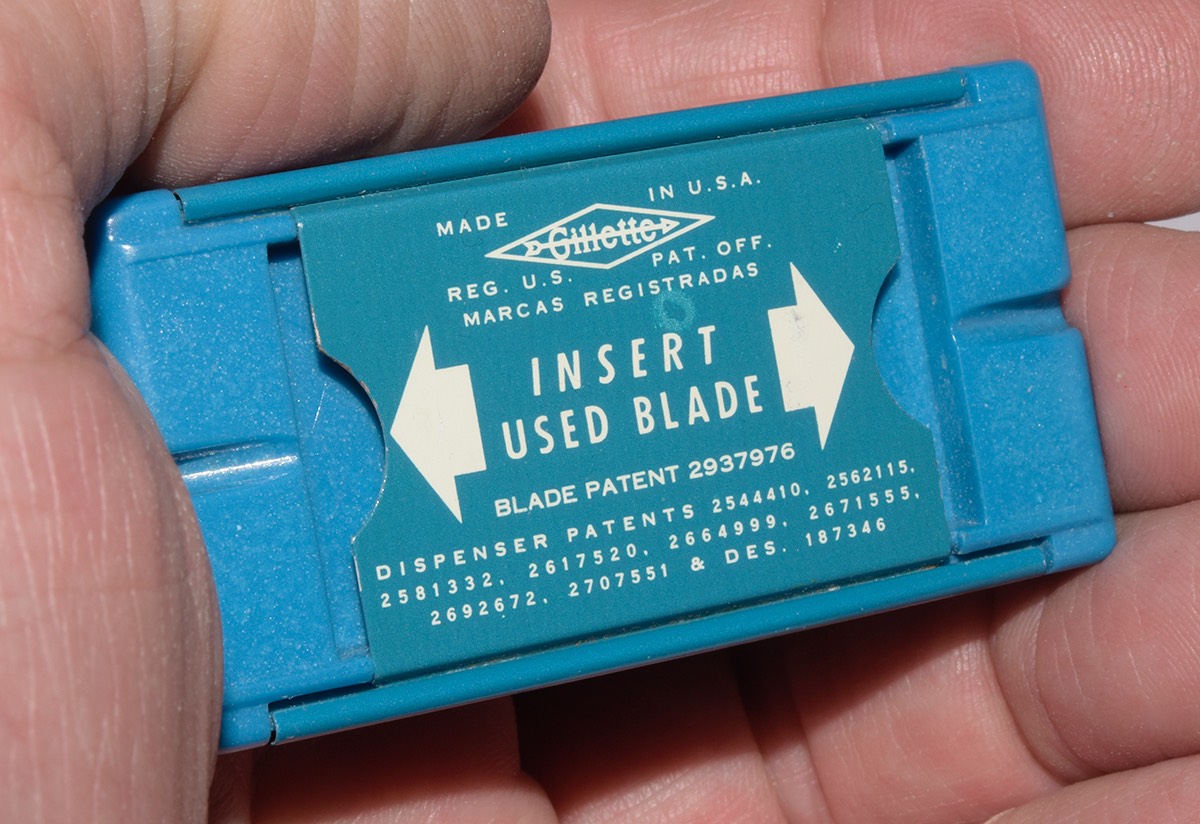 MADE Gillette IN U.S.A.
REG. U.S. PAT. OFF.
MARCAS REGISTRADAS
INSERT
USED BLADE
BLADE PATENT 2937976
DISPENSER PATENTS 2544410, 2562115,
2581332, 2617520, 2664999, 2671555,
2692672, 2707551 & DES. 187346